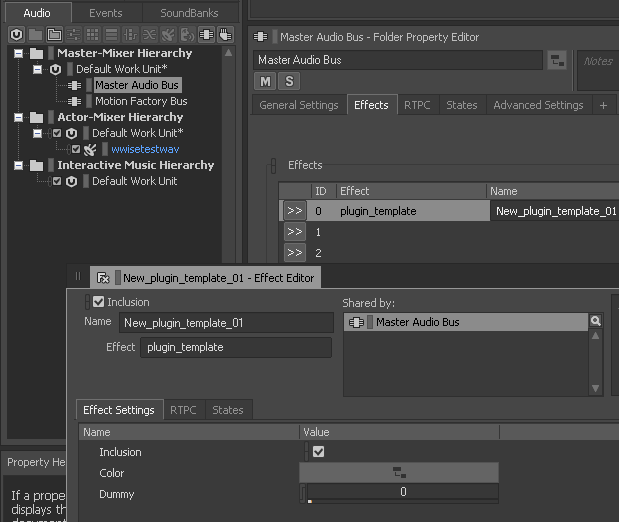 Audio Events SoundBanks
Master-Mixer Hierarchy
Default Work Unit*
Master Audio Bus
Motion Factory Bus
Actor-Mixer Hierarchy
Default Work Unit*
wwisetestwav
Interactive Music Hierarchy
Default Work Unit
Master Audio Bus - Folder Property Editor
Master Audio Bus
Notes
M S
General Settings Effects RTPC States Advanced Settings +
Effects
ID Effect Name
>> 0 plugin_template New_plugin_template_01
>> 1
>> 2
New_plugin_template_01 - Effect Editor
Inclusion
Name New_plugin_template_01
Effect plugin_template
Shared by:
Master Audio Bus
Effect Settings RTPC States
Name Value
Inclusion
Color
Dummy 0
Property He
If a prope
displays th